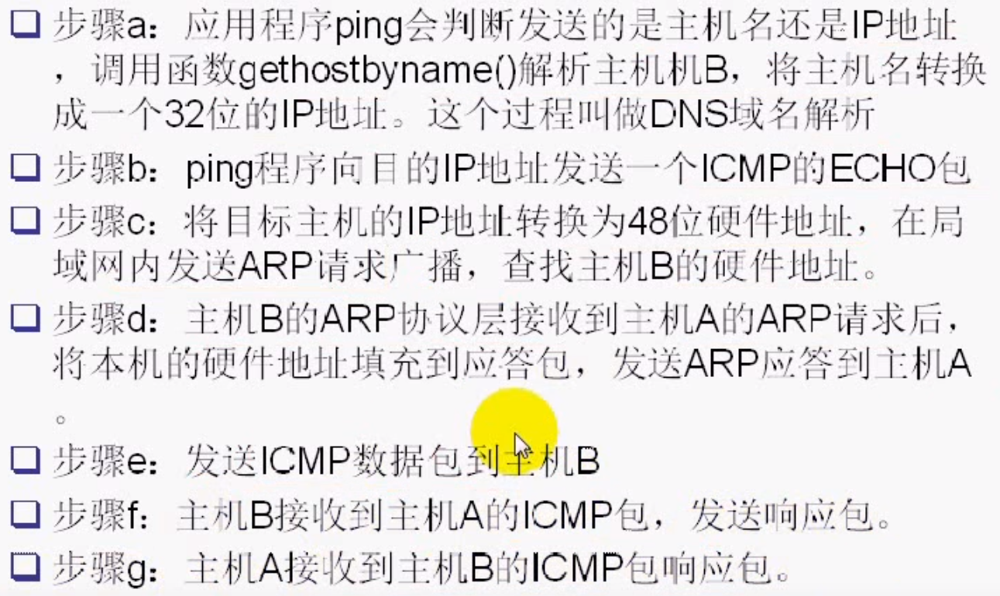 步骤a：应用程序ping会判断发送的是主机名还是IP地址
，调用函数gethostbyname()解析主机机B，将主机名转换
成一个32位的IP地址。这个过程叫做DNS域名解析
步骤b：ping程序向目的IP地址发送一个ICMP的ECHO包
步骤c：将目标主机的IP地址转换为48位硬件地址，在局
域网内发送ARP请求广播，查找主机B的硬件地址。
步骤d：主机B的ARP协议层接收到主机A的ARP请求后，
将本机的硬件地址填充到应答包，发送ARP应答到主机A
。
步骤e：发送ICMP数据包到主机B
步骤f：主机B接收到主机A的ICMP包，发送响应包。
步骤g：主机A接收到主机B的ICMP包响应包。